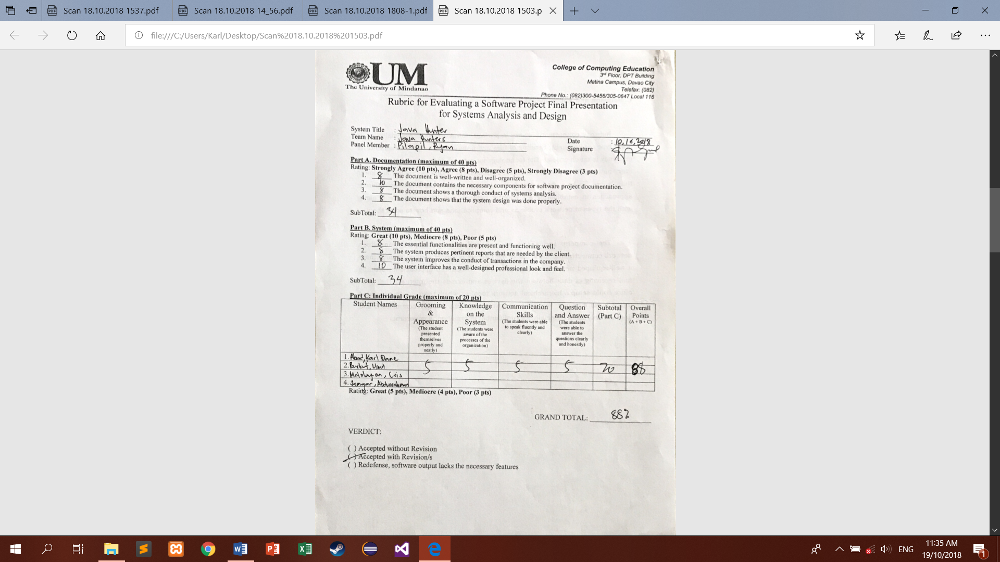 Scan 18.10.2018 1537.pdf
Scan 18.10.2018 14_56.pdf
Scan 18.10.2018 1808-1.pdf
Scan 18.10.2018 1503.p
file:///C:/Users/Karl/Desktop/Scan%2018.10.2018%201503.pdf
UM
The University of Mindanao
College of Computing Education
3rd Floor, DPT Building
Matina Campus, Davao City
Telefax: (082)
Phone No.: (082)300-5456/305-0647 Local 116
Rubric for Evaluating a Software Project Final Presentation
for Systems Analysis and Design
System Title : Java Hunter
Team Name : Java Hunters
Panel Member : Pilapil, Ryan
Date : 10, 16, 2018
Signature :
Part A. Documentation (maximum of 40 pts)
Rating: Strongly Agree (10 pts), Agree (8 pts), Disagree (5 pts), Strongly Disagree (3 pts)
1. 8 The document is well-written and well-organized.
2. 10 The document contains the necessary components for software project documentation.
3. 8 The document shows a thorough conduct of systems analysis.
4. 8 The document shows that the system design was done properly.
SubTotal: 34
Part B. System (maximum of 40 pts)
Rating: Great (10 pts), Mediocre (8 pts), Poor (5 pts)
1. 8 The essential functionalities are present and functioning well.
2. 8 The system produces pertinent reports that are needed by the client.
3. 8 The system improves the conduct of transactions in the company.
4. 10 The user interface has a well-designed professional look and feel.
SubTotal: 34
Part C: Individual Grade (maximum of 20 pts)
Student Names
Grooming
&
Appearance
(The student
presented
themselves
properly and
neatly)
Knowledge
on the
System
(The students were
aware of the
processes of the
organization)
Communication
Skills
(The students were able
to speak fluently and
clearly)
Question
and Answer
(The students
were able to
answer the
questions clearly
and honestly)
Subtotal
(Part C)
Overall
Points
(A + B + C)
1. Abad, Karl Dane
2. Burkut, Umut
3. Matolayon, Cris
4. Jamgar, Abdurrahman
5 5 5 5 20 88
Rating: Great (5 pts), Mediocre (4 pts), Poor (3 pts)
GRAND TOTAL: 882
VERDICT:
( ) Accepted without Revision
( ) Accepted with Revision/s
( ) Redefense, software output lacks the necessary features
ENG
11:35 AM
19/10/2018
1